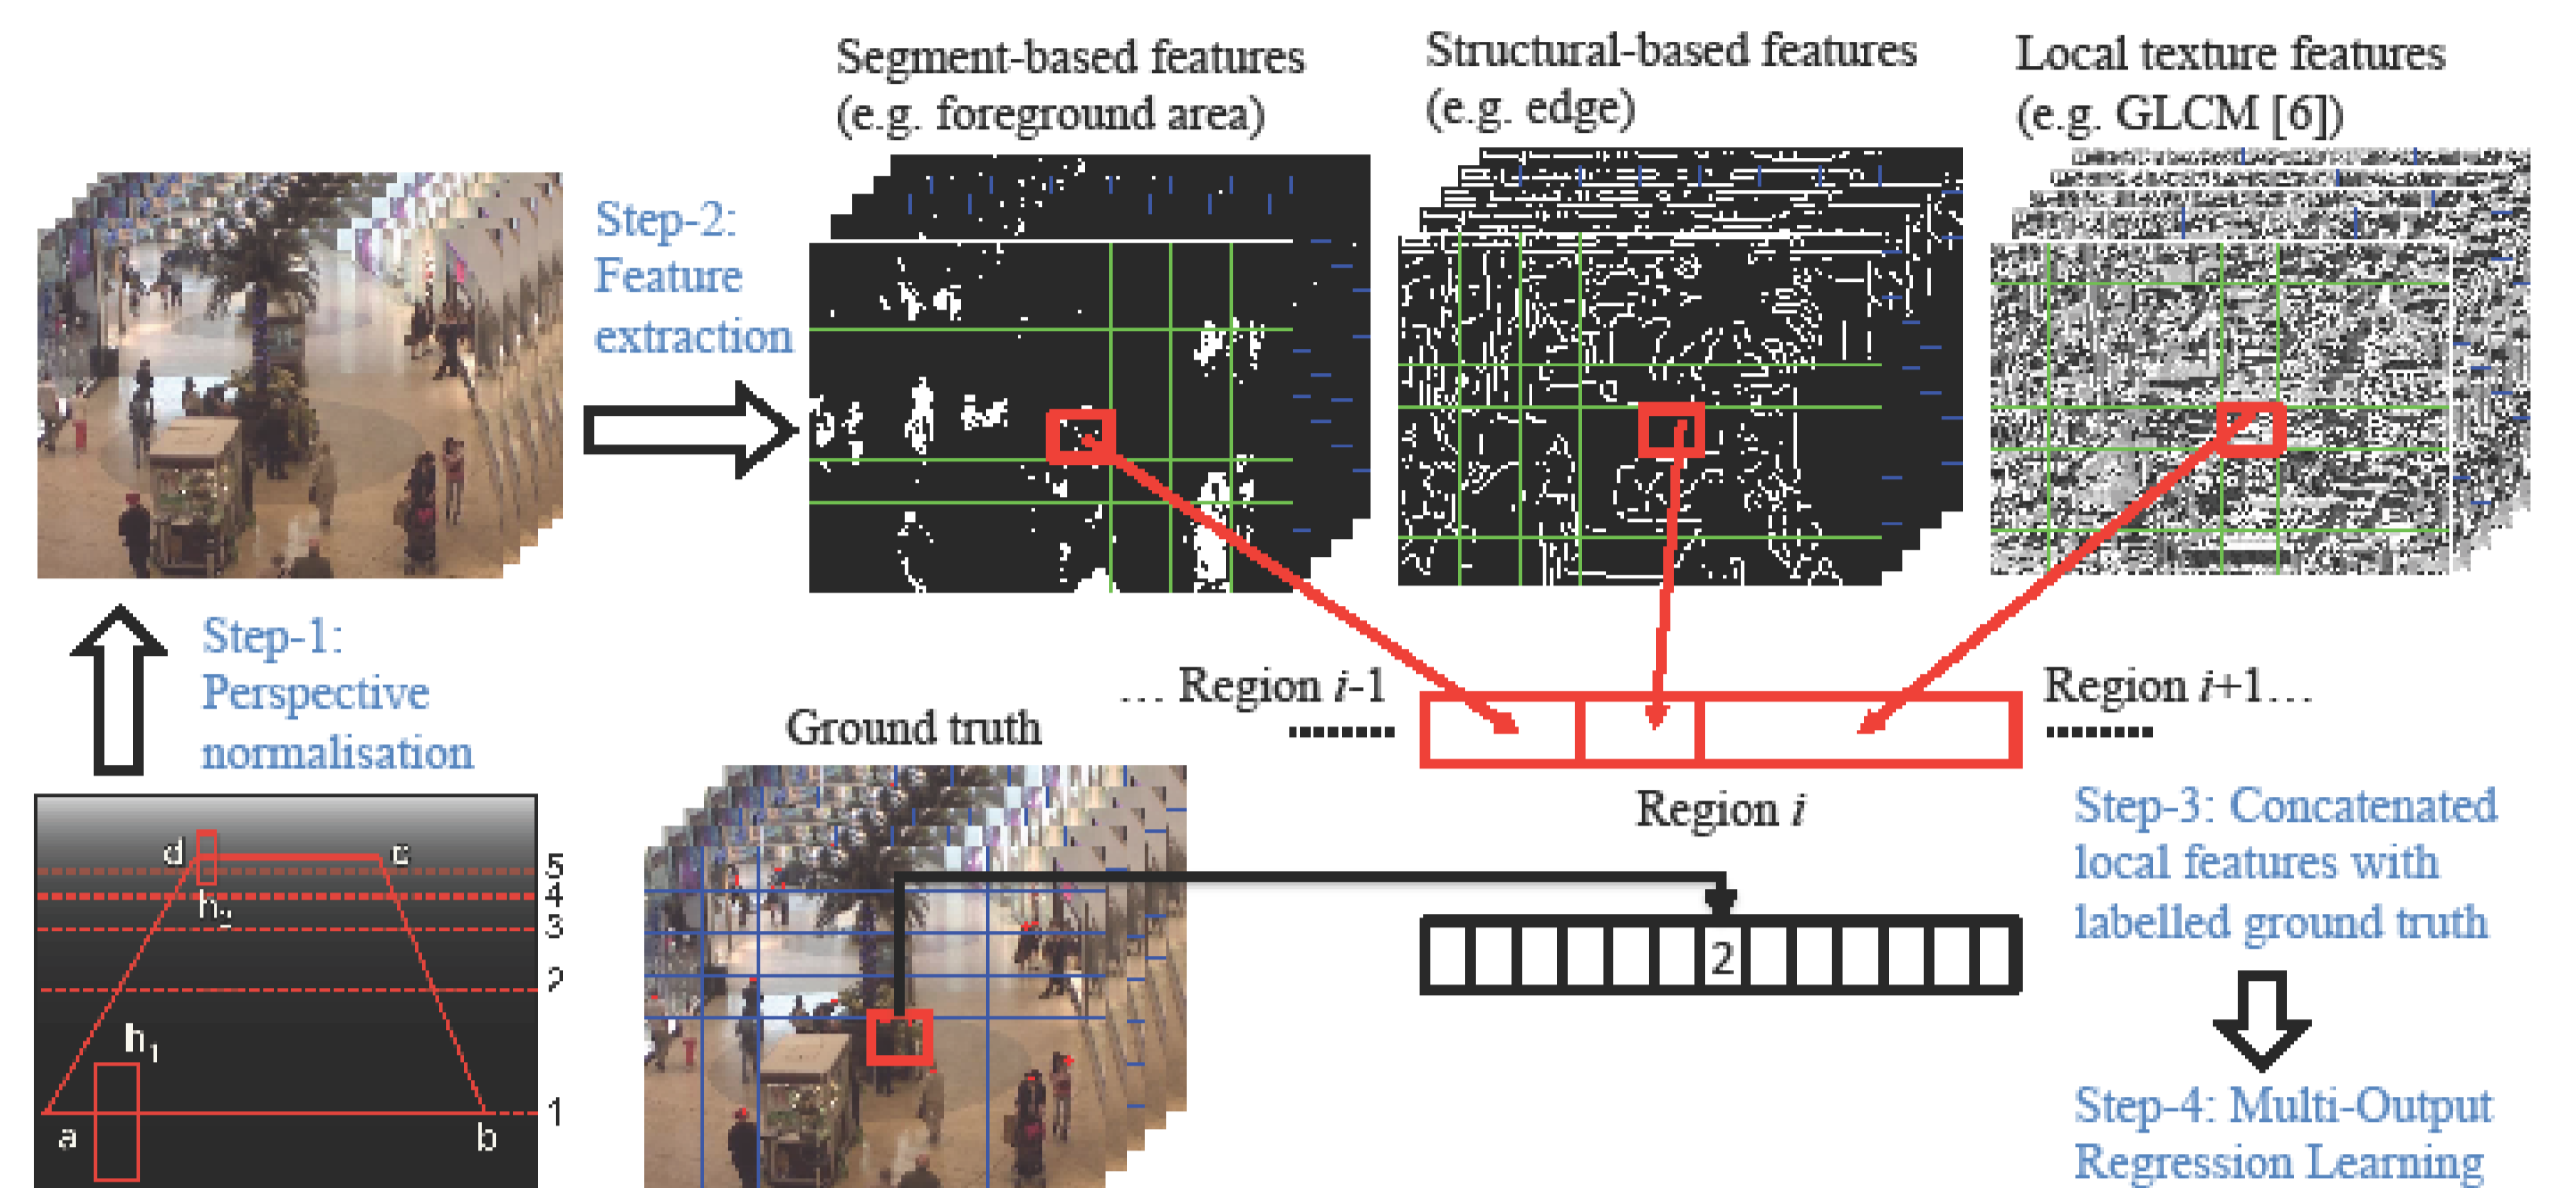 Segment-based features
(e.g. foreground area)
Structural-based features
(e.g. edge)
Local texture features
(e.g. GLCM [6])
Step-2:
Feature
extraction
Step-1:
Perspective
normalisation
... Region i-1
Region i+1...
Region i
Ground truth
2
Step-3: Concatenated
local features with
labelled ground truth
Step-4: Multi-Output
Regression Learning
d
c
h2
h1
a
b
5
4
3
2
1